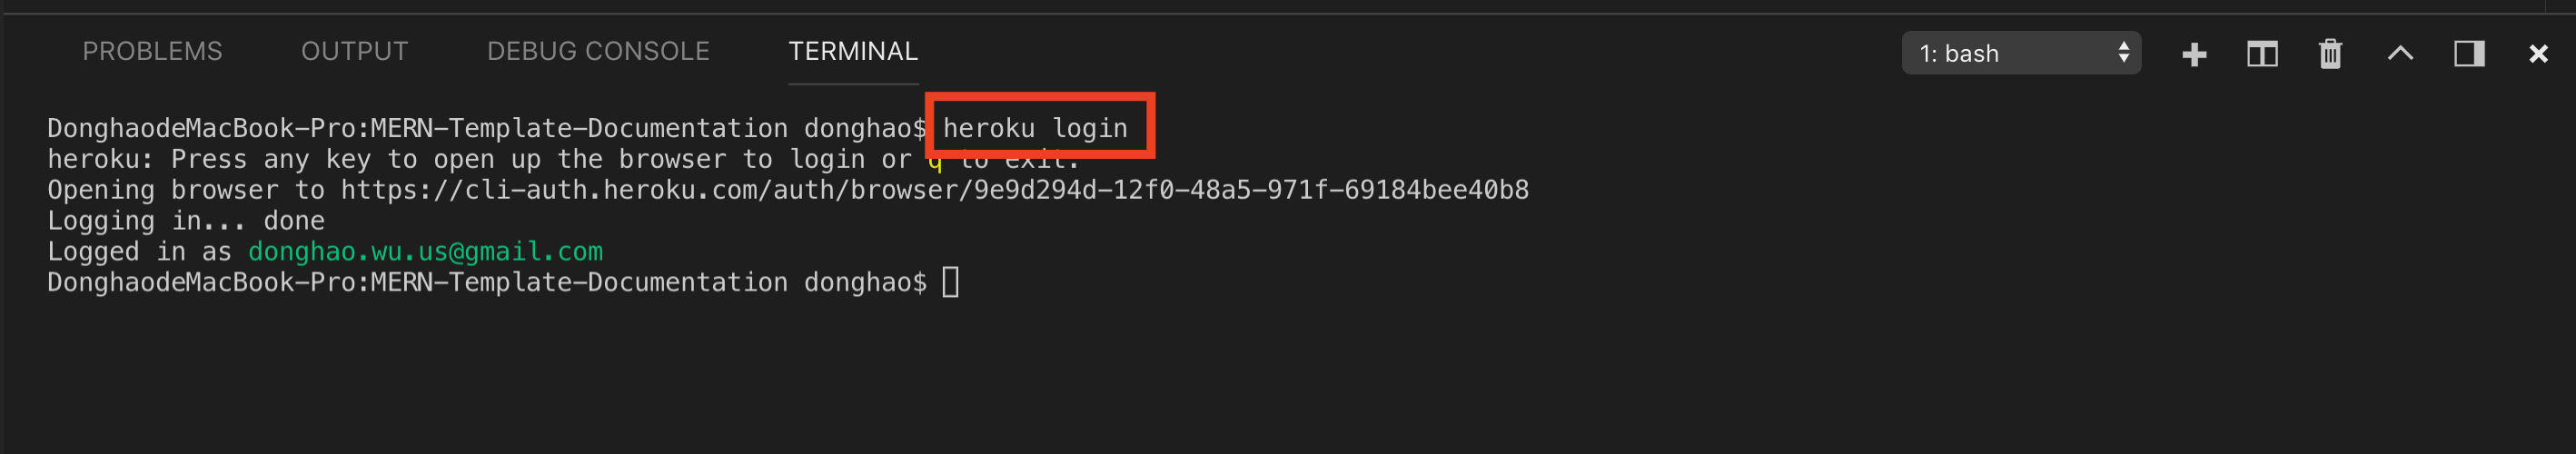 PROBLEMS OUTPUT DEBUG CONSOLE TERMINAL 1: bash
DonghaodeMacBook-Pro:MERN-Template-Documentation donghao$ heroku login
heroku: Press any key to open up the browser to login or q to exit.
Opening browser to https://cli-auth.heroku.com/auth/browser/9e9d294d-12f0-48a5-971f-69184bee40b8
Logging in... done
Logged in as donghao.wu.us@gmail.com
DonghaodeMacBook-Pro:MERN-Template-Documentation donghao$